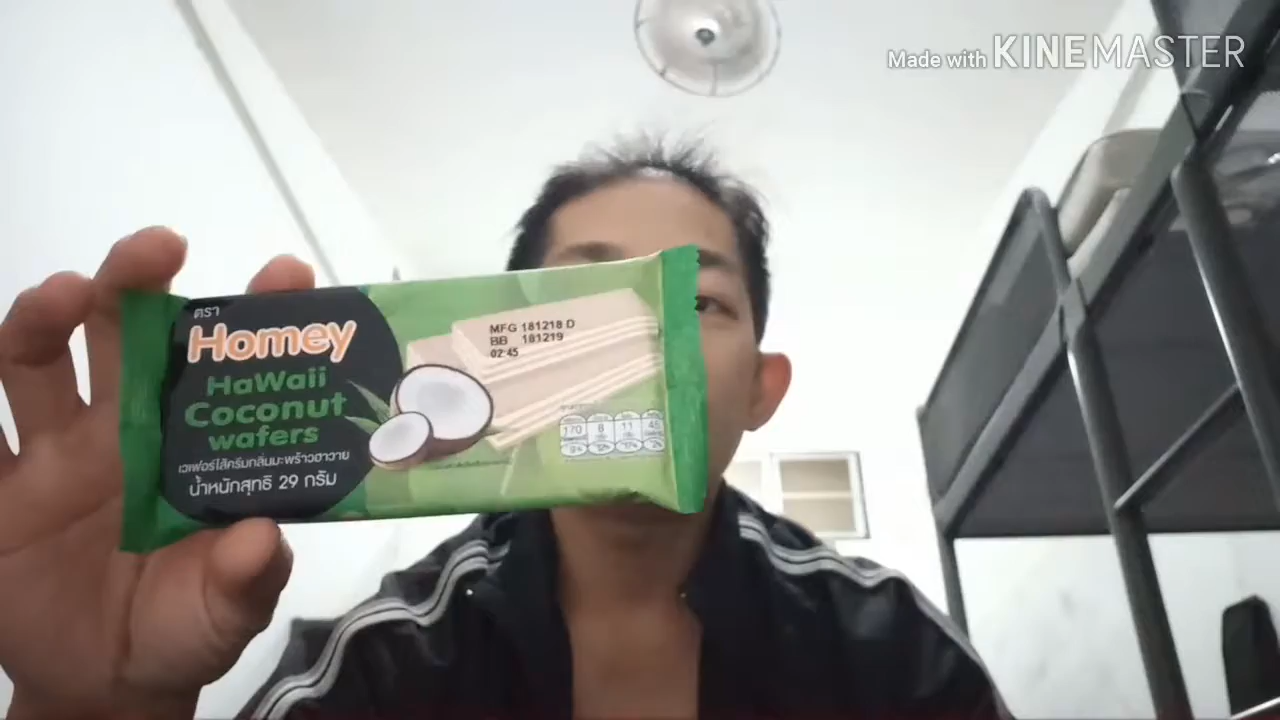 Made with KINEMASTER
ตรา
Homey
HaWaii
Coconut
wafers
เวเฟอร์ไส้ครีมกลิ่นมะพร้าวฮาวาย
น้ำหนักสุทธิ 29 กรัม
MFG 181218 D
BB 181219
02:45
170 8 11 45